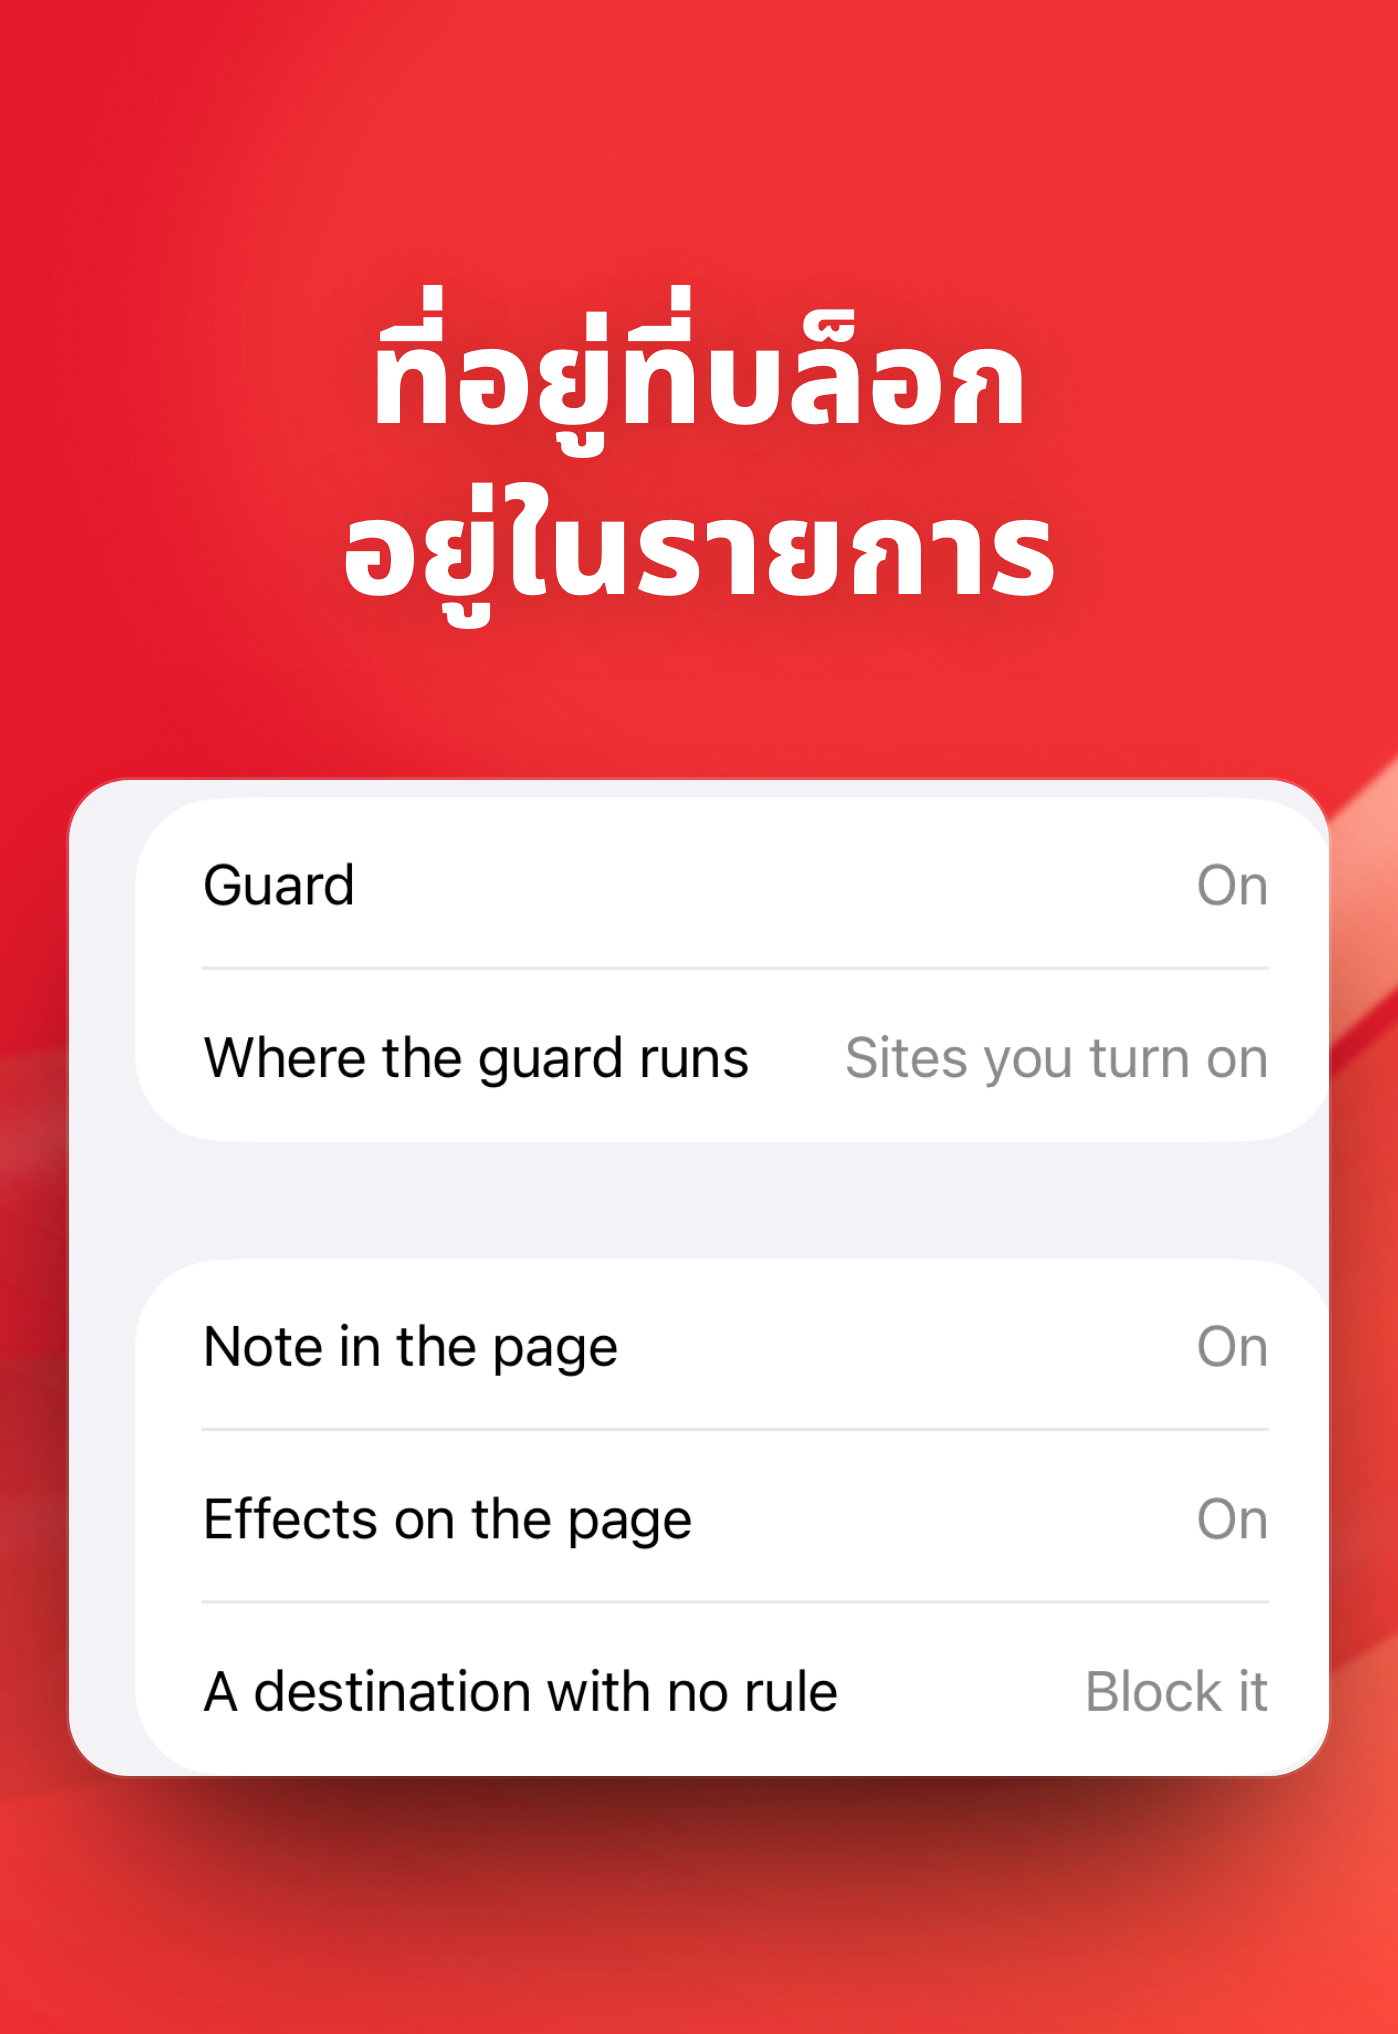 ที่อยู่ที่บล็อก
อยู่ในรายการ
Guard On
Where the guard runs Sites you turn on
Note in the page On
Effects on the page On
A destination with no rule Block it